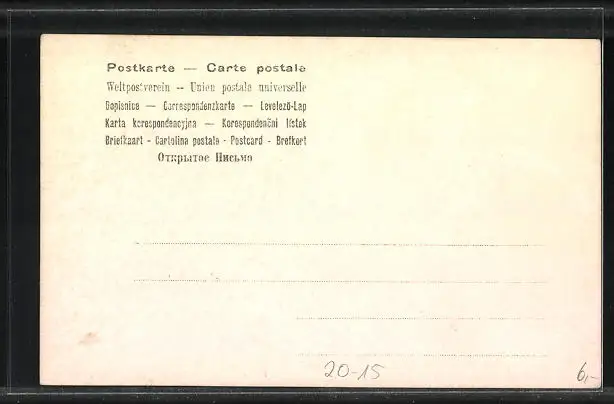 Postkarte — Carte postale
Weltpostverein -- Union postale universelle
Dopisnice — Correspondenzkarte — Levelező-Lap
Karta korespondencyjna — Korespondenční lístek
Briefkaart - Cartolina postale - Postcard - Brefkort
Открытое Письмо
20-15
6,-